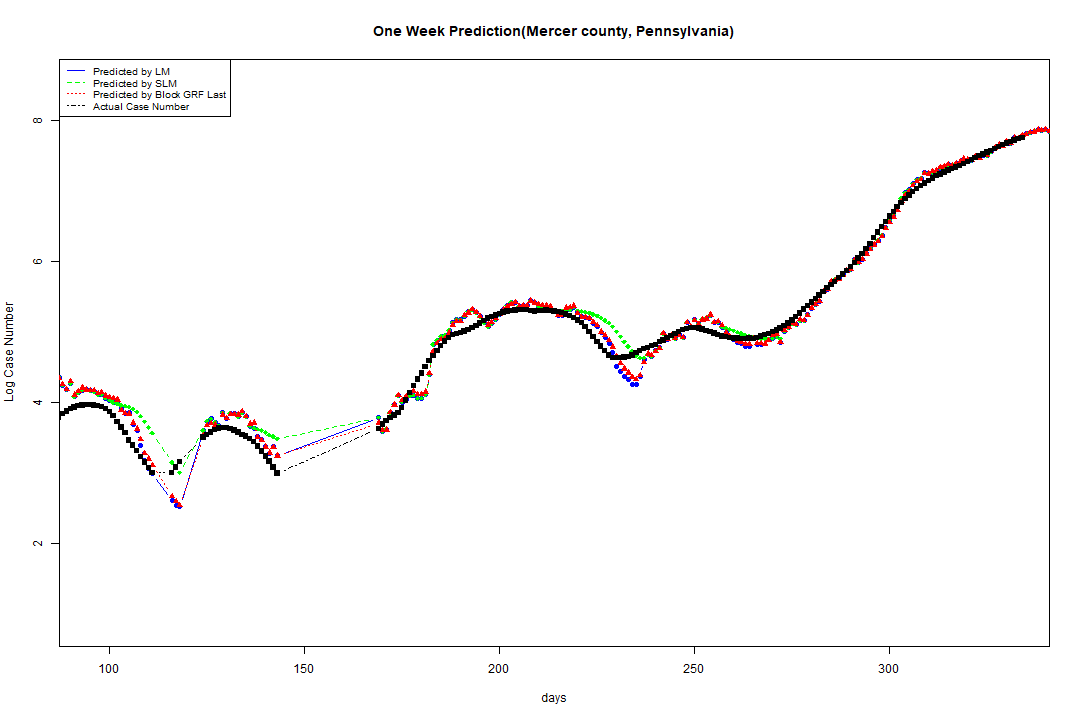 One Week Prediction(Mercer county, Pennsylvania)
Predicted by LM
Predicted by SLM
Predicted by Block GRF Last
Actual Case Number
8
6
4
2
Log Case Number
100 150 200 250 300
days